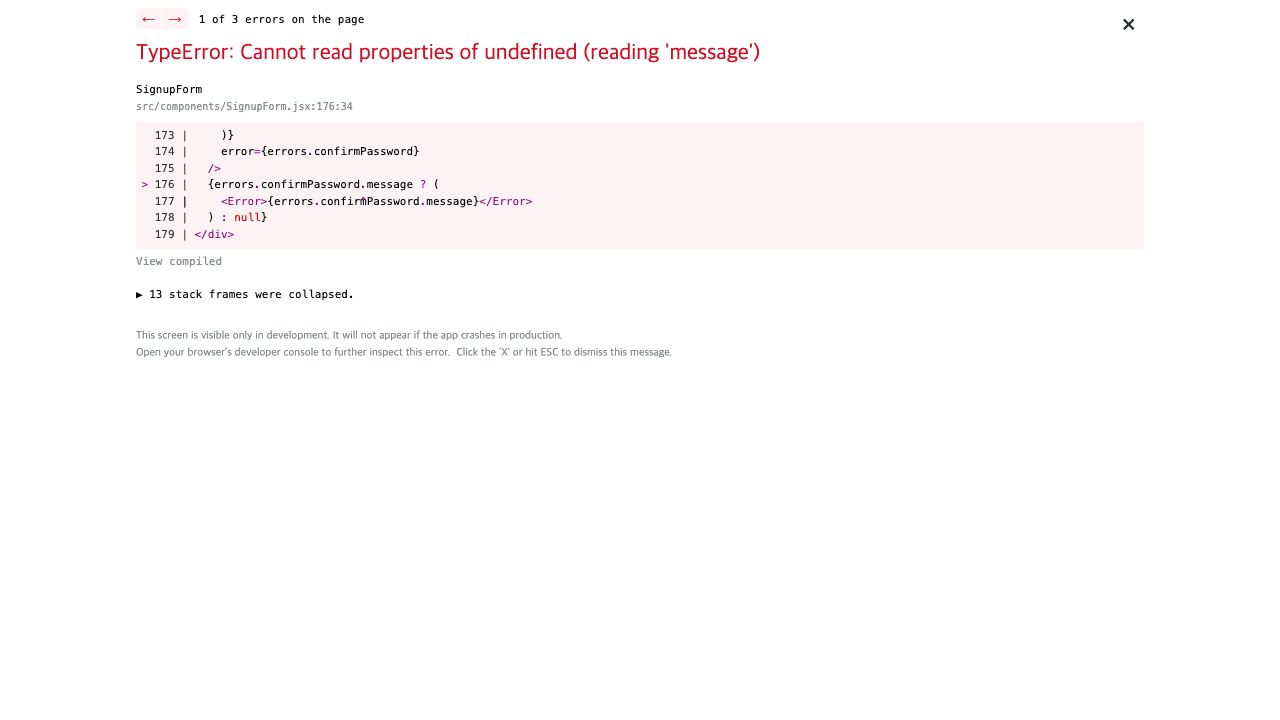 ← → 1 of 3 errors on the page ×
TypeError: Cannot read properties of undefined (reading 'message')
SignupForm
src/components/SignupForm.jsx:176:34
173 |     )}
174 |     error={errors.confirmPassword}
175 |   />
> 176 |   {errors.confirmPassword.message ? (
177 |     <Error>{errors.confirmPassword.message}</Error>
178 |   ) : null}
179 | </div>
View compiled
▶ 13 stack frames were collapsed.
This screen is visible only in development. It will not appear if the app crashes in production.
Open your browser's developer console to further inspect this error.  Click the 'X' or hit ESC to dismiss this message.